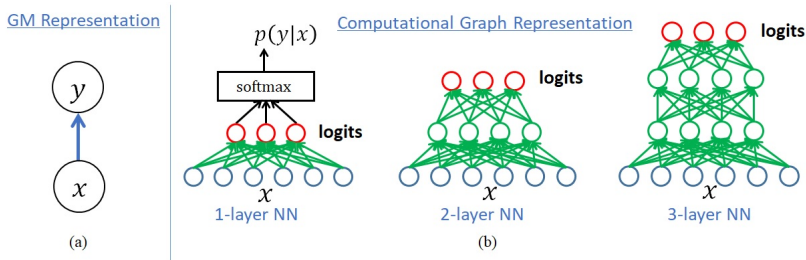 GM Representation
y
x
(a)
Computational Graph Representation
p(y|x)
softmax
logits
x
1-layer NN
logits
x
2-layer NN
(b)
logits
x
3-layer NN